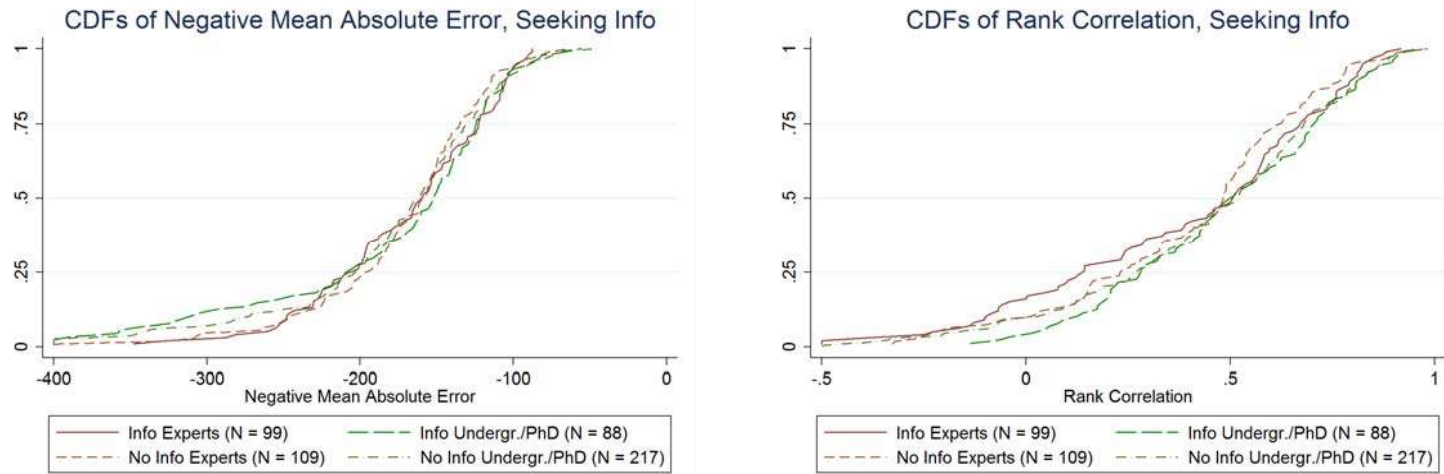 CDFs of Negative Mean Absolute Error, Seeking Info
1
.75
.5
.25
0
-400 -300 -200 -100 0
Negative Mean Absolute Error
Info Experts (N = 99) Info Undergr./PhD (N = 88)
No Info Experts (N = 109) No Info Undergr./PhD (N = 217)
CDFs of Rank Correlation, Seeking Info
1
.75
.5
.25
0
-.5 0 .5 1
Rank Correlation
Info Experts (N = 99) Info Undergr./PhD (N = 88)
No Info Experts (N = 109) No Info Undergr./PhD (N = 217)